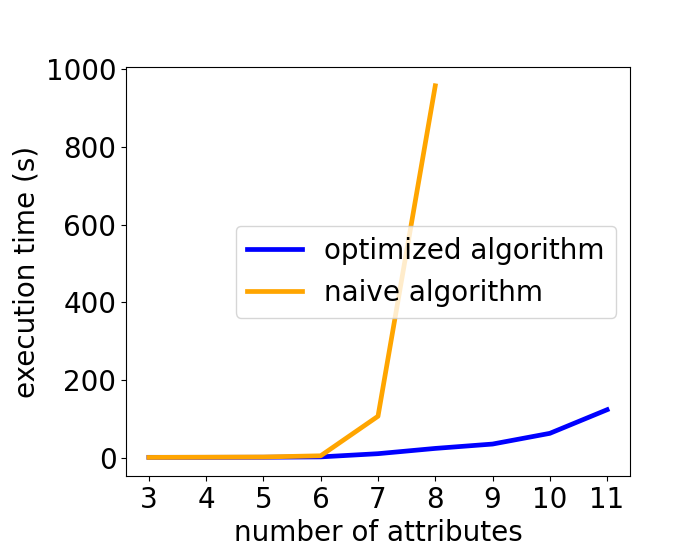 1000
800
600
400
200
0
execution time (s)
optimized algorithm
naive algorithm
3 4 5 6 7 8 9 10 11
number of attributes